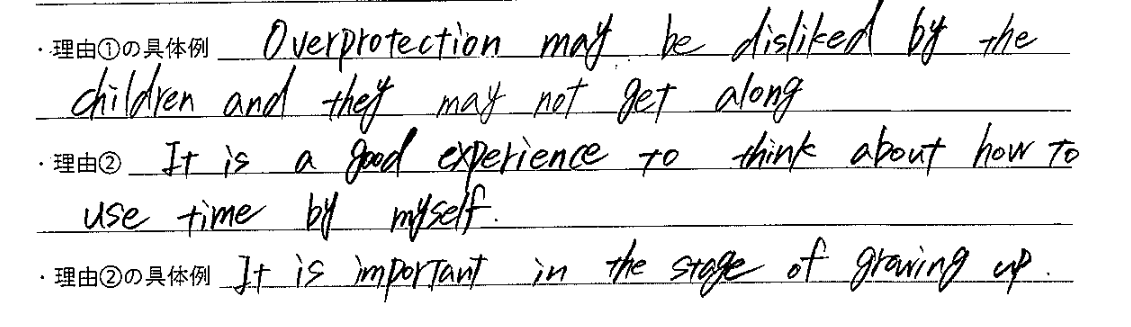 ・理由①の具体例 Overprotection may be disliked by the
children and they may not get along
・理由② It is a good experience to think about how to
use time by myself.
・理由②の具体例 It is important in the stage of growing up.